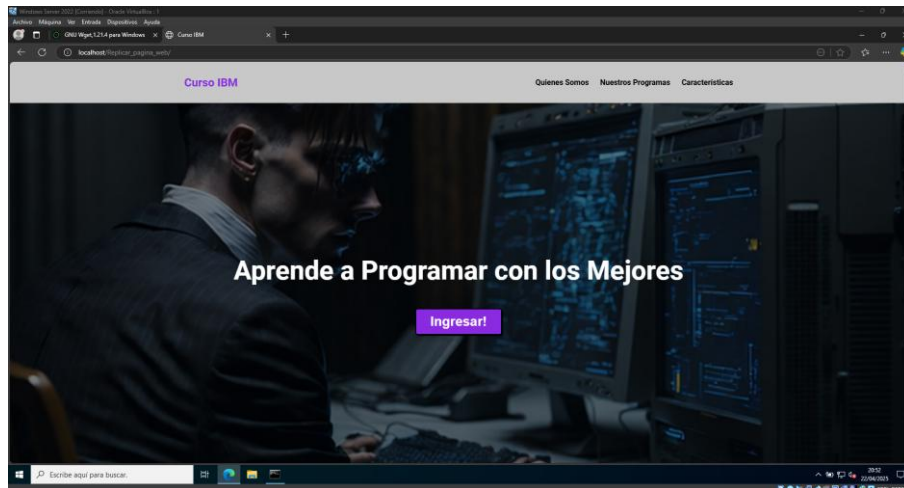 Windows Server 2022 [Corriendo] - Oracle VirtualBox : 1
Archivo Máquina Ver Entrada Dispositivos Ayuda
GNU Wget,1.21.4 para Windows
Curso IBM
localhost/Replicar_pagina_web/
Curso IBM
Quienes Somos Nuestros Programas Características
Aprende a Programar con los Mejores
Ingresar!
Escribe aquí para buscar.
20:52
22/04/2025